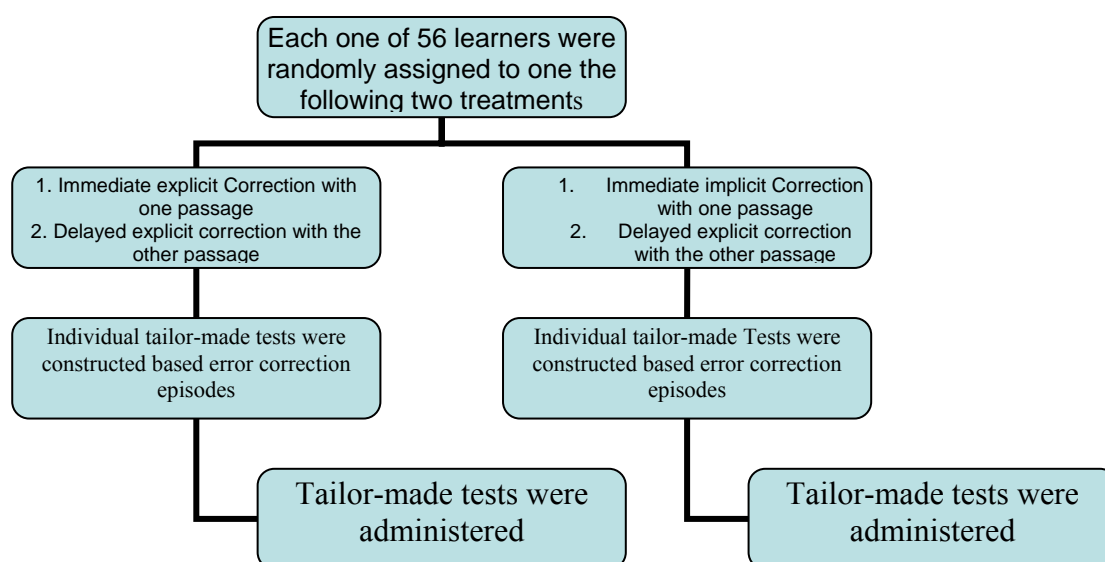 Each one of 56 learners were
randomly assigned to one the
following two treatments
1. Immediate explicit Correction with
one passage
2. Delayed explicit correction with the
other passage
1. Immediate implicit Correction
with one passage
2. Delayed explicit correction
with the other passage
Individual tailor-made tests were
constructed based error correction
episodes
Individual tailor-made Tests were
constructed based error correction
episodes
Tailor-made tests were
administered
Tailor-made tests were
administered